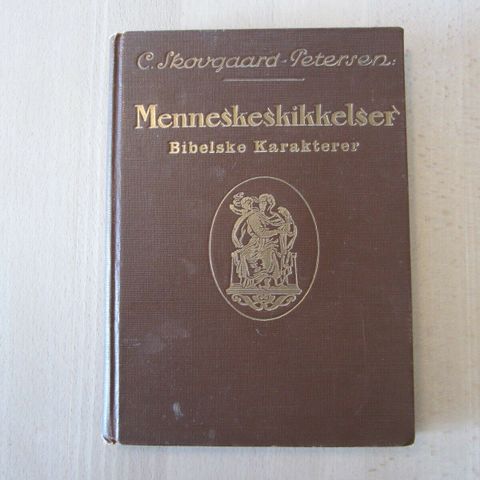 C. Skovgaard-Petersen:
Menneskeskikkelser
Bibelske Karakterer